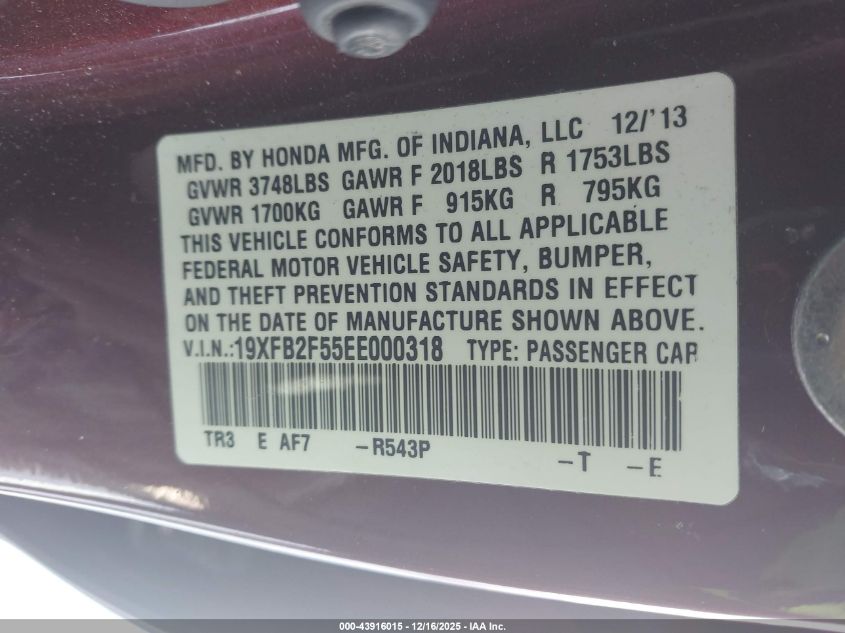 MFD. BY HONDA MFG. OF INDIANA, LLC 12/'13
GVWR 3748LBS GAWR F 2018LBS R 1753LBS
GVWR 1700KG GAWR F 915KG R 795KG
THIS VEHICLE CONFORMS TO ALL APPLICABLE
FEDERAL MOTOR VEHICLE SAFETY, BUMPER,
AND THEFT PREVENTION STANDARDS IN EFFECT
ON THE DATE OF MANUFACTURE SHOWN ABOVE.
V.I.N.:19XFB2F55EE000318 TYPE: PASSENGER CAR
TR3 E AF7 -R543P -T -E
000-43916015 - 12/16/2025 - IAA Inc.